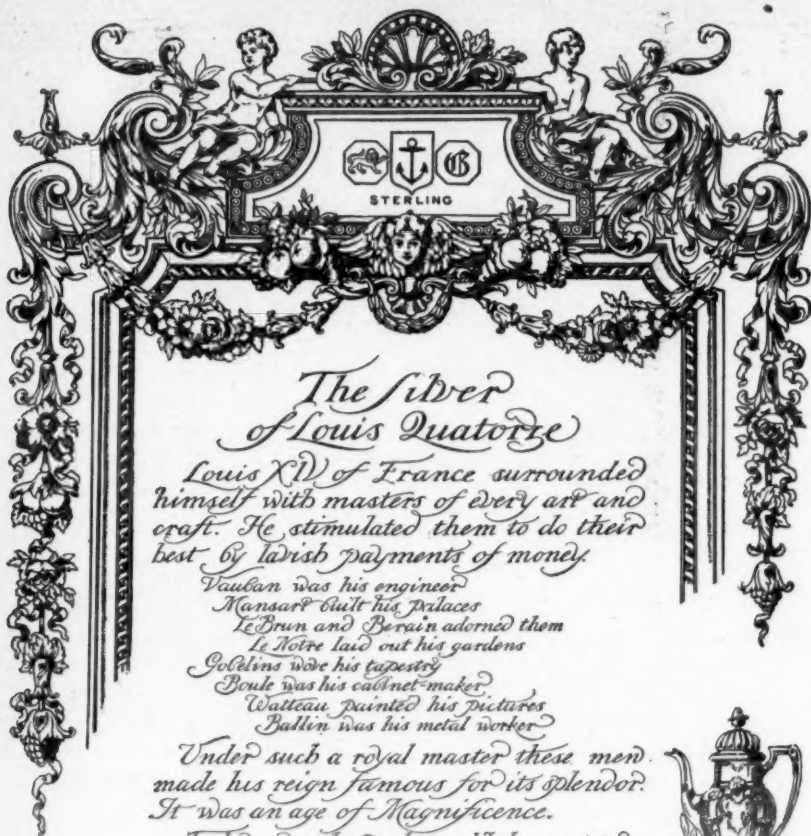 G
STERLING
The Silver
of Louis Quatorze
Louis XIV of France surrounded
himself with masters of every art and
craft. He stimulated them to do their
best by lavish payments of money.
Vauban was his engineer
Mansart built his palaces
Le Brun and Berain adorned them
Le Notre laid out his gardens
Gobelins wove his tapestry
Boule was his cabinet-maker
Watteau painted his pictures
Ballin was his metal worker
Under such a royal master these men
made his reign famous for its splendor.
It was an age of Magnificence.